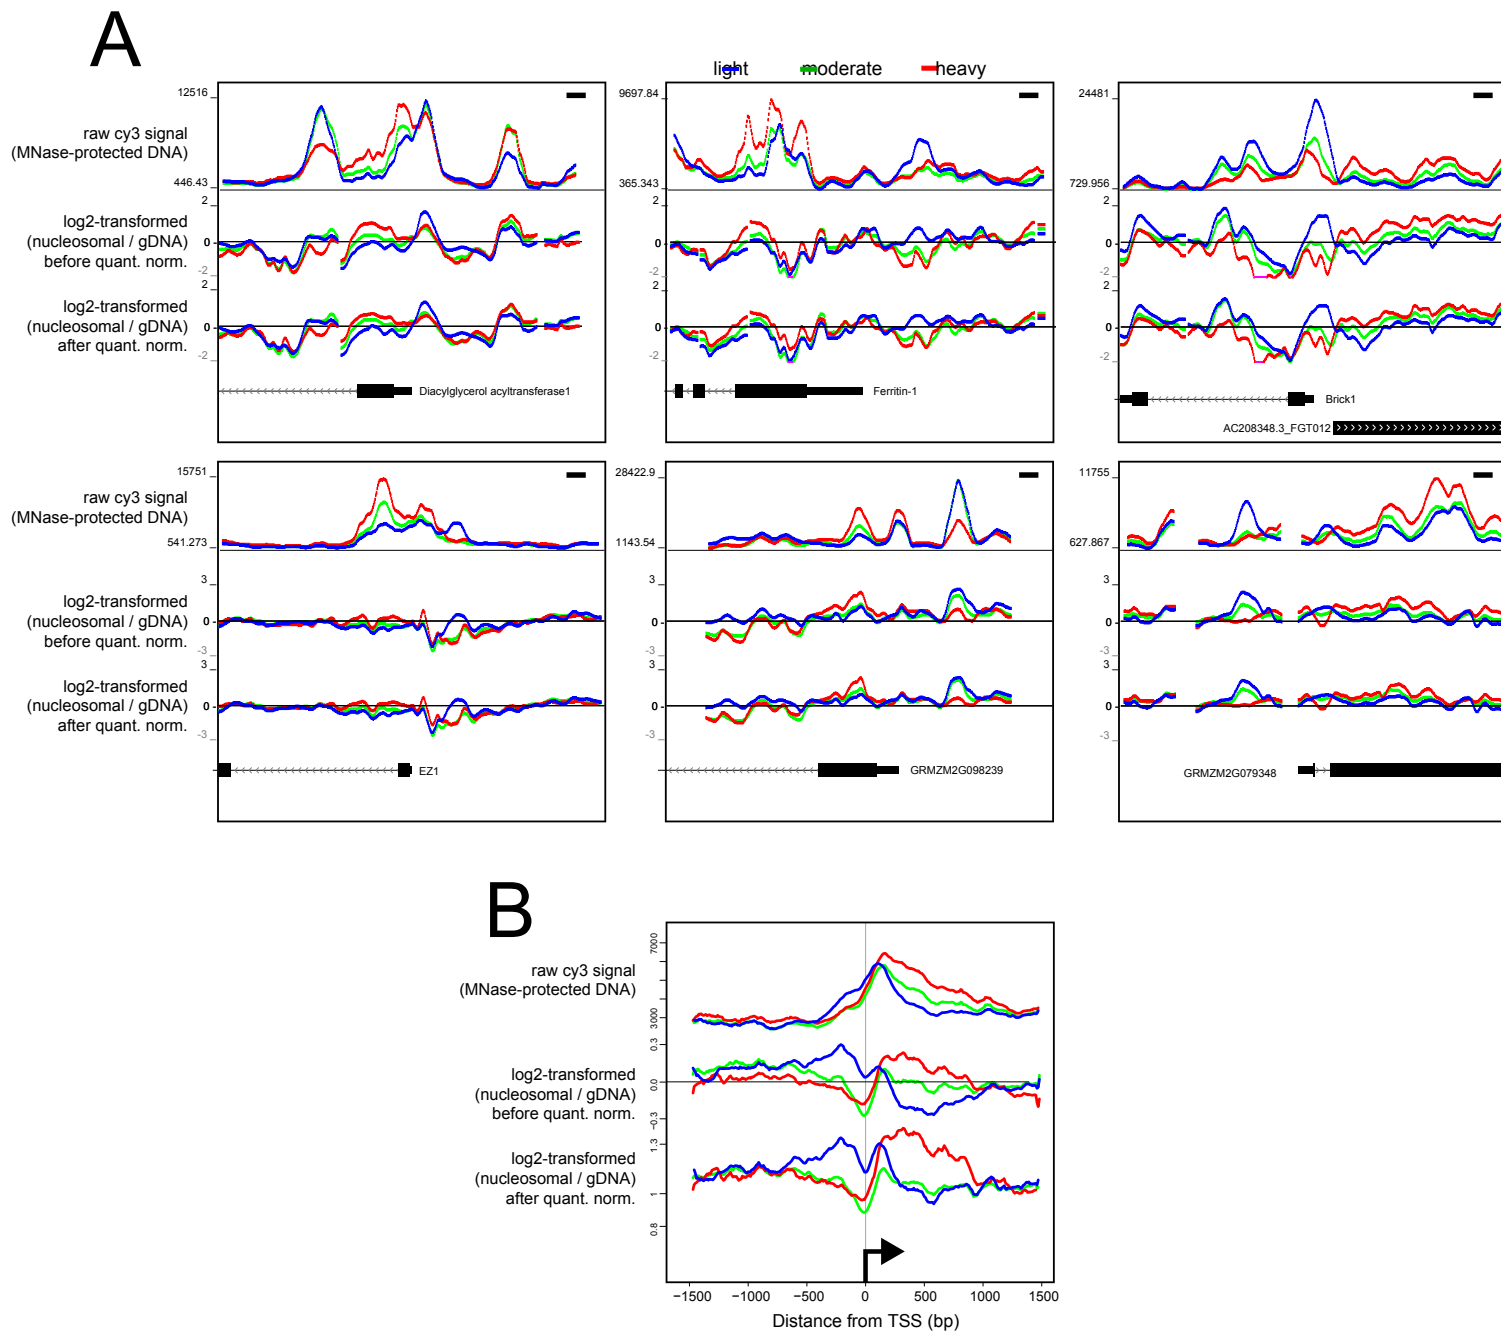 A
light moderate heavy
12516
raw cy3 signal
(MNase-protected DNA)
446.43
2
log2-transformed
(nucleosomal / gDNA)
before quant. norm.
0
-2
2
log2-transformed
(nucleosomal / gDNA)
after quant. norm.
0
-2
Diacylglycerol acyltransferase1
9697.84
365.343
2
0
-2
2
0
-2
Ferritin-1
24481
729.956
2
0
-2
2
0
-2
Brick1
AC208348.3_FGT012
15751
raw cy3 signal
(MNase-protected DNA)
541.273
3
log2-transformed
(nucleosomal / gDNA)
before quant. norm.
0
-3
3
log2-transformed
(nucleosomal / gDNA)
after quant. norm.
0
-3
EZ1
28422.9
1143.54
3
0
-3
3
0
-3
GRMZM2G098239
11755
627.867
3
0
-3
3
0
-3
GRMZM2G079348
B
7000
raw cy3 signal
(MNase-protected DNA)
3000
0.3
log2-transformed
(nucleosomal / gDNA)
before quant. norm.
0.0
−0.3
1.3
log2-transformed
(nucleosomal / gDNA)
after quant. norm.
1
0.8
−1500 −1000 −500 0 500 1000 1500
Distance from TSS (bp)